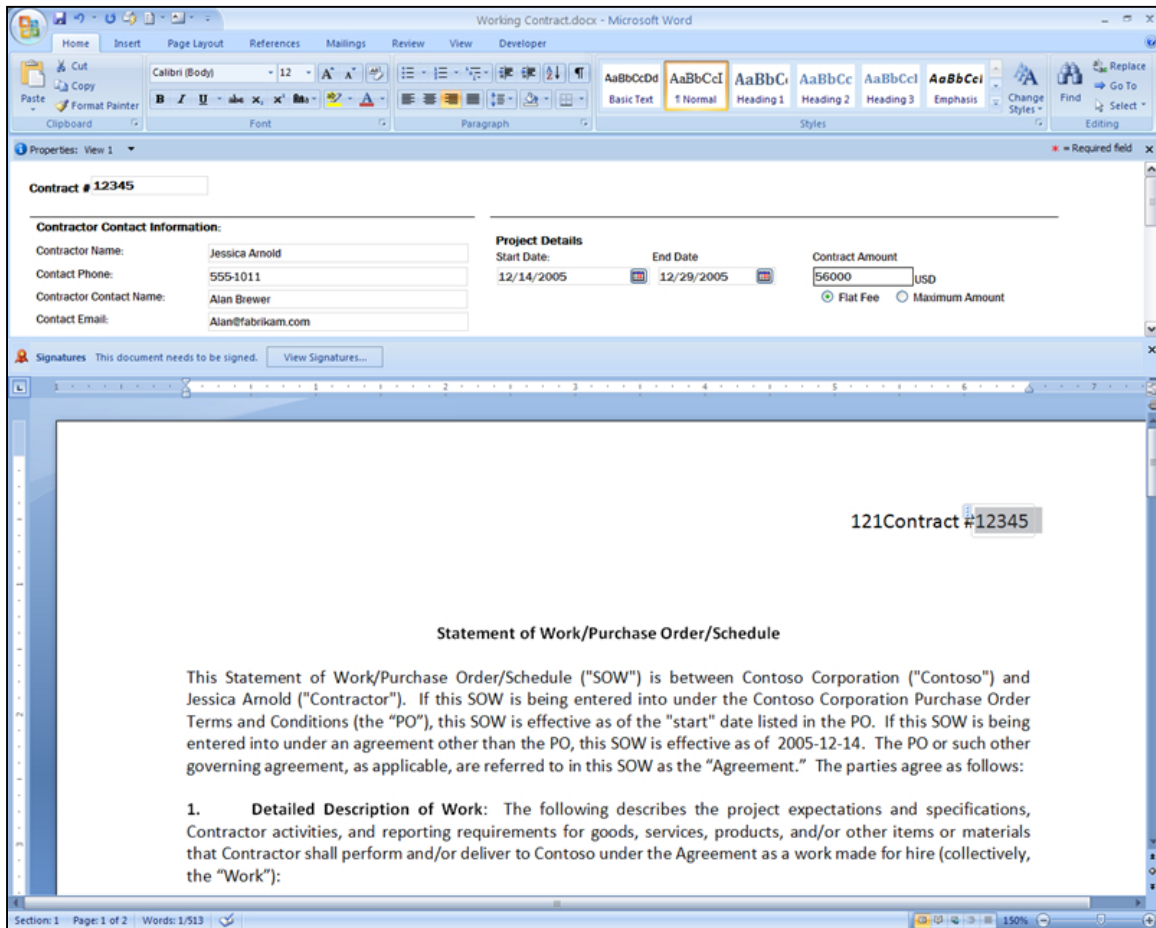 Working Contract.docx - Microsoft Word
Home Insert Page Layout References Mailings Review View Developer
Paste
Cut
Copy
Format Painter
Clipboard
Calibri (Body) 12
B I U abc x, x² Aa
Font
Paragraph
AaBbCcDd AaBbCcI AaBbC AaBbCc AaBbCcI AaBbCcI
Basic Text ¶ Normal Heading 1 Heading 2 Heading 3 Emphasis
Change Styles
Styles
Find
Replace
Go To
Select
Editing
Properties: View 1 * = Required field
Contract # 12345
Contractor Contact Information:
Contractor Name: Jessica Arnold
Contact Phone: 555-1011
Contractor Contact Name: Alan Brewer
Contact Email: Alan@fabrikam.com
Project Details
Start Date: End Date Contract Amount
12/14/2005 12/29/2005 56000 USD
Flat Fee Maximum Amount
Signatures This document needs to be signed. View Signatures...
1 1 2 3 4 5 6 7
121Contract #12345
Statement of Work/Purchase Order/Schedule
This Statement of Work/Purchase Order/Schedule ("SOW") is between Contoso Corporation ("Contoso") and
Jessica Arnold ("Contractor"). If this SOW is being entered into under the Contoso Corporation Purchase Order
Terms and Conditions (the “PO”), this SOW is effective as of the "start" date listed in the PO. If this SOW is being
entered into under an agreement other than the PO, this SOW is effective as of 2005-12-14. The PO or such other
governing agreement, as applicable, are referred to in this SOW as the “Agreement.” The parties agree as follows:
1. Detailed Description of Work: The following describes the project expectations and specifications,
Contractor activities, and reporting requirements for goods, services, products, and/or other items or materials
that Contractor shall perform and/or deliver to Contoso under the Agreement as a work made for hire (collectively,
the “Work”):
Section: 1 Page: 1 of 2 Words: 1/513 150%